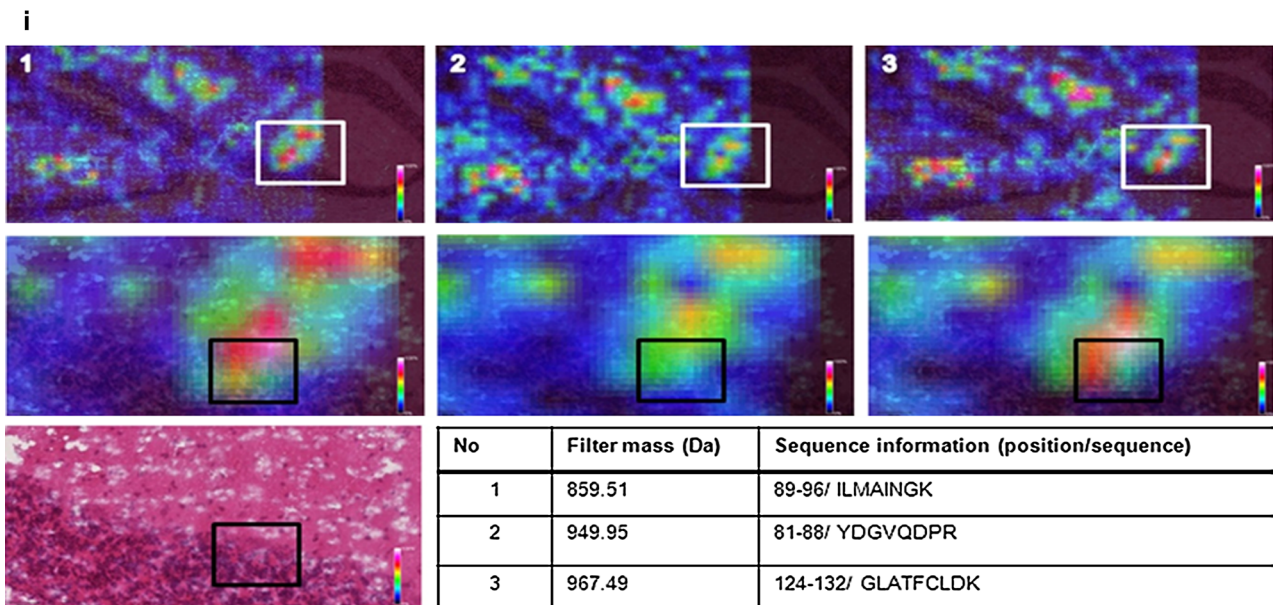 i
1
2
3
No Filter mass (Da) Sequence information (position/sequence)
1 859.51 89-96/ ILMAINGK
2 949.95 81-88/ YDGVQDPR
3 967.49 124-132/ GLATFCLDK